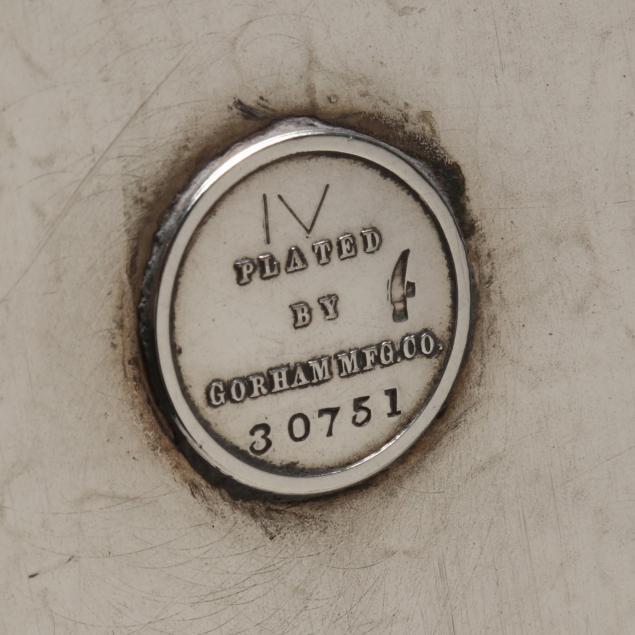 IV
PLATED
BY
GORHAM MFG.CO.
30751